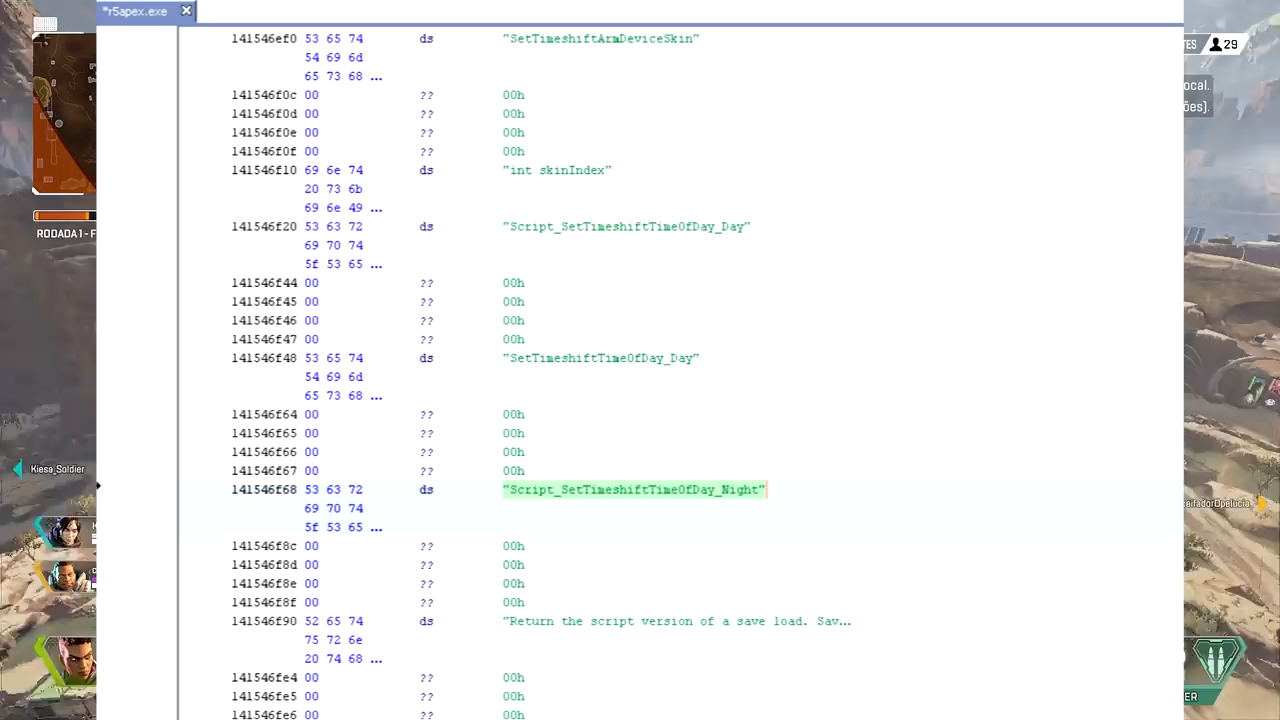 *r5apex.exe
141546ef0 53 65 74 ds "SetTimeshiftArmDeviceSkin"
54 69 6d
65 73 68 ...
141546f0c 00 ?? 00h
141546f0d 00 ?? 00h
141546f0e 00 ?? 00h
141546f0f 00 ?? 00h
141546f10 69 6e 74 ds "int skinIndex"
20 73 6b
69 6e 49 ...
141546f20 53 63 72 ds "Script_SetTimeshiftTimeOfDay_Day"
69 70 74
5f 53 65 ...
141546f44 00 ?? 00h
141546f45 00 ?? 00h
141546f46 00 ?? 00h
141546f47 00 ?? 00h
141546f48 53 65 74 ds "SetTimeshiftTimeOfDay_Day"
54 69 6d
65 73 68 ...
141546f64 00 ?? 00h
141546f65 00 ?? 00h
141546f66 00 ?? 00h
141546f67 00 ?? 00h
141546f68 53 63 72 ds "Script_SetTimeshiftTimeOfDay_Night"
69 70 74
5f 53 65 ...
141546f8c 00 ?? 00h
141546f8d 00 ?? 00h
141546f8e 00 ?? 00h
141546f8f 00 ?? 00h
141546f90 52 65 74 ds "Return the script version of a save load. Sav...
75 72 6e
20 74 68 ...
141546fe4 00 ?? 00h
141546fe5 00 ?? 00h
141546fe6 00 ?? 00h
RODADA 1 - F
Kiesa_Soldier
TES 29
ocal.
ões).
ER